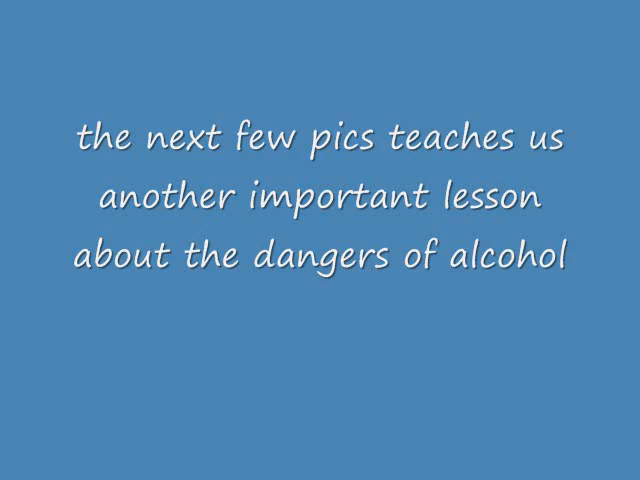 the next few pics teaches us
another important lesson
about the dangers of alcohol